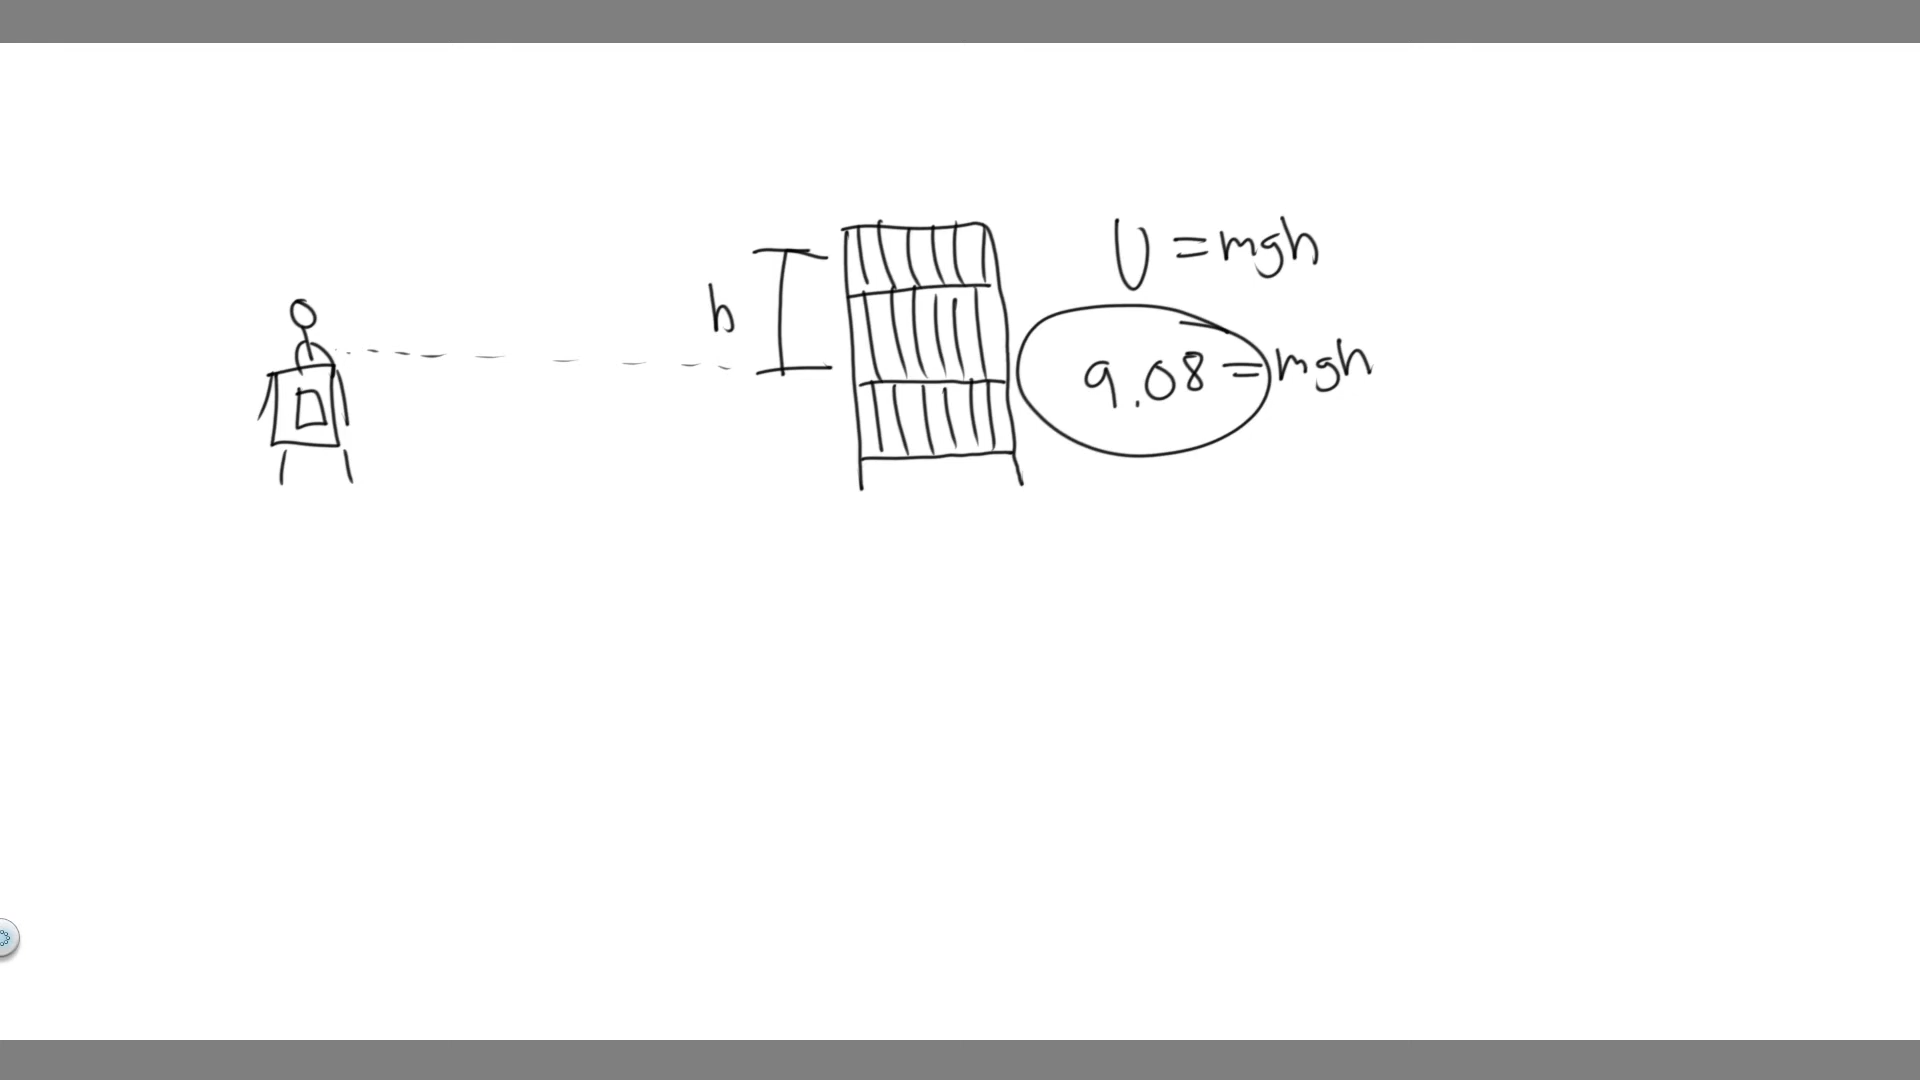 U = mgh
h
9.08 = mgh